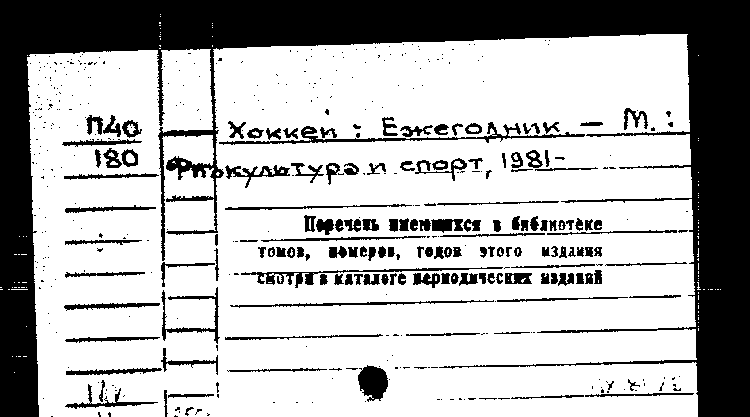 П40 Хоккей : Ежегодник. — М. :
180 Физкультура и спорт, 1981-
Перечень имеющихся в библиотеке
томов, номеров, годов этого издания
смотри в каталоге периодических изданий